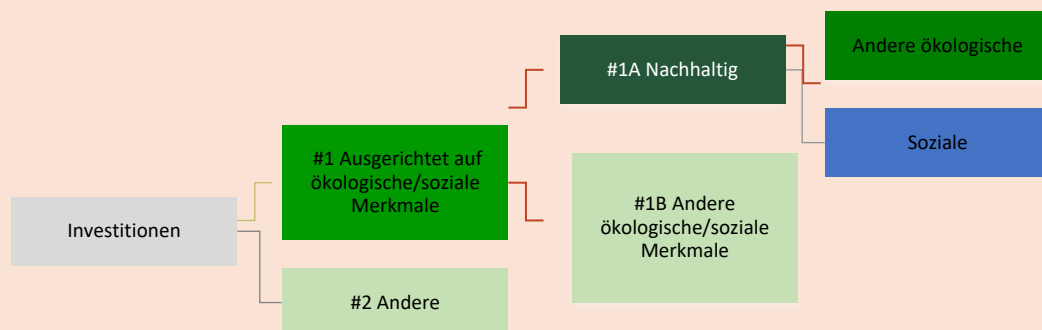 Investitionen
#1 Ausgerichtet auf
ökologische/soziale
Merkmale
#2 Andere
#1A Nachhaltig
#1B Andere
ökologische/soziale
Merkmale
Andere ökologische
Soziale